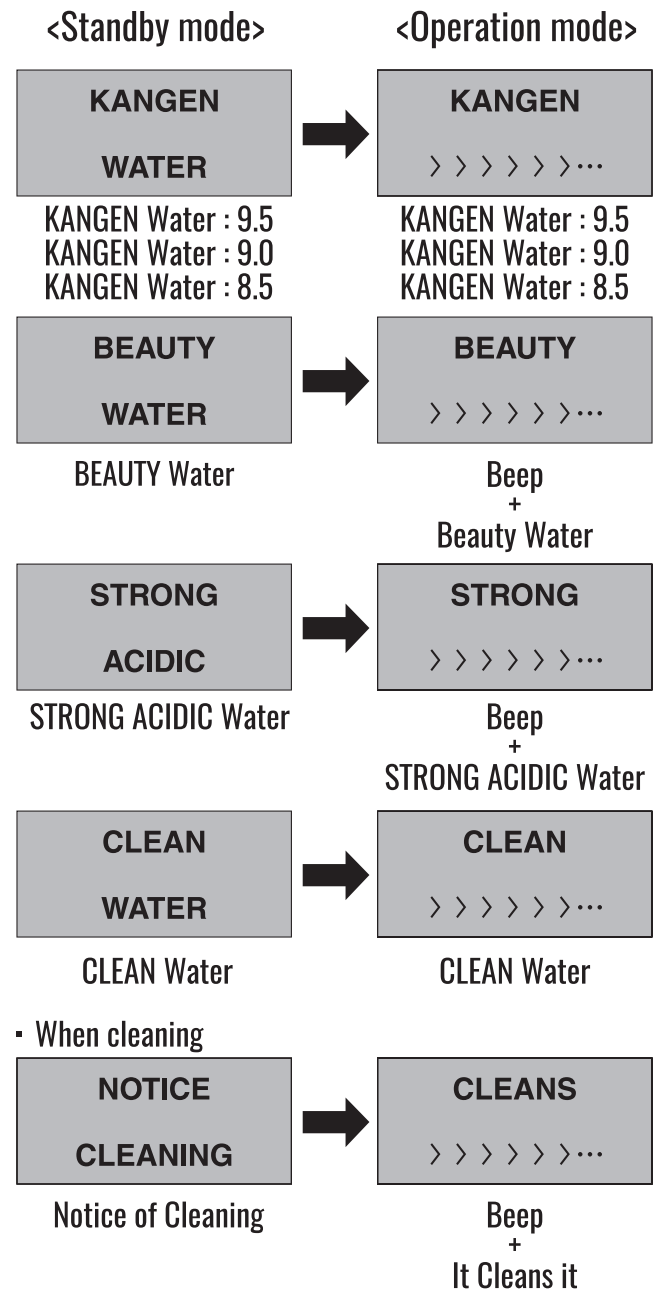 <Standby mode> <Operation mode>
KANGEN KANGEN
WATER 〉〉〉〉〉〉···
KANGEN Water : 9.5 KANGEN Water : 9.5
KANGEN Water : 9.0 KANGEN Water : 9.0
KANGEN Water : 8.5 KANGEN Water : 8.5
BEAUTY BEAUTY
WATER 〉〉〉〉〉〉···
BEAUTY Water Beep
+
Beauty Water
STRONG STRONG
ACIDIC 〉〉〉〉〉〉···
STRONG ACIDIC Water Beep
+
STRONG ACIDIC Water
CLEAN CLEAN
WATER 〉〉〉〉〉〉···
CLEAN Water CLEAN Water
▪ When cleaning
NOTICE CLEANS
CLEANING 〉〉〉〉〉〉···
Notice of Cleaning Beep
+
It Cleans it